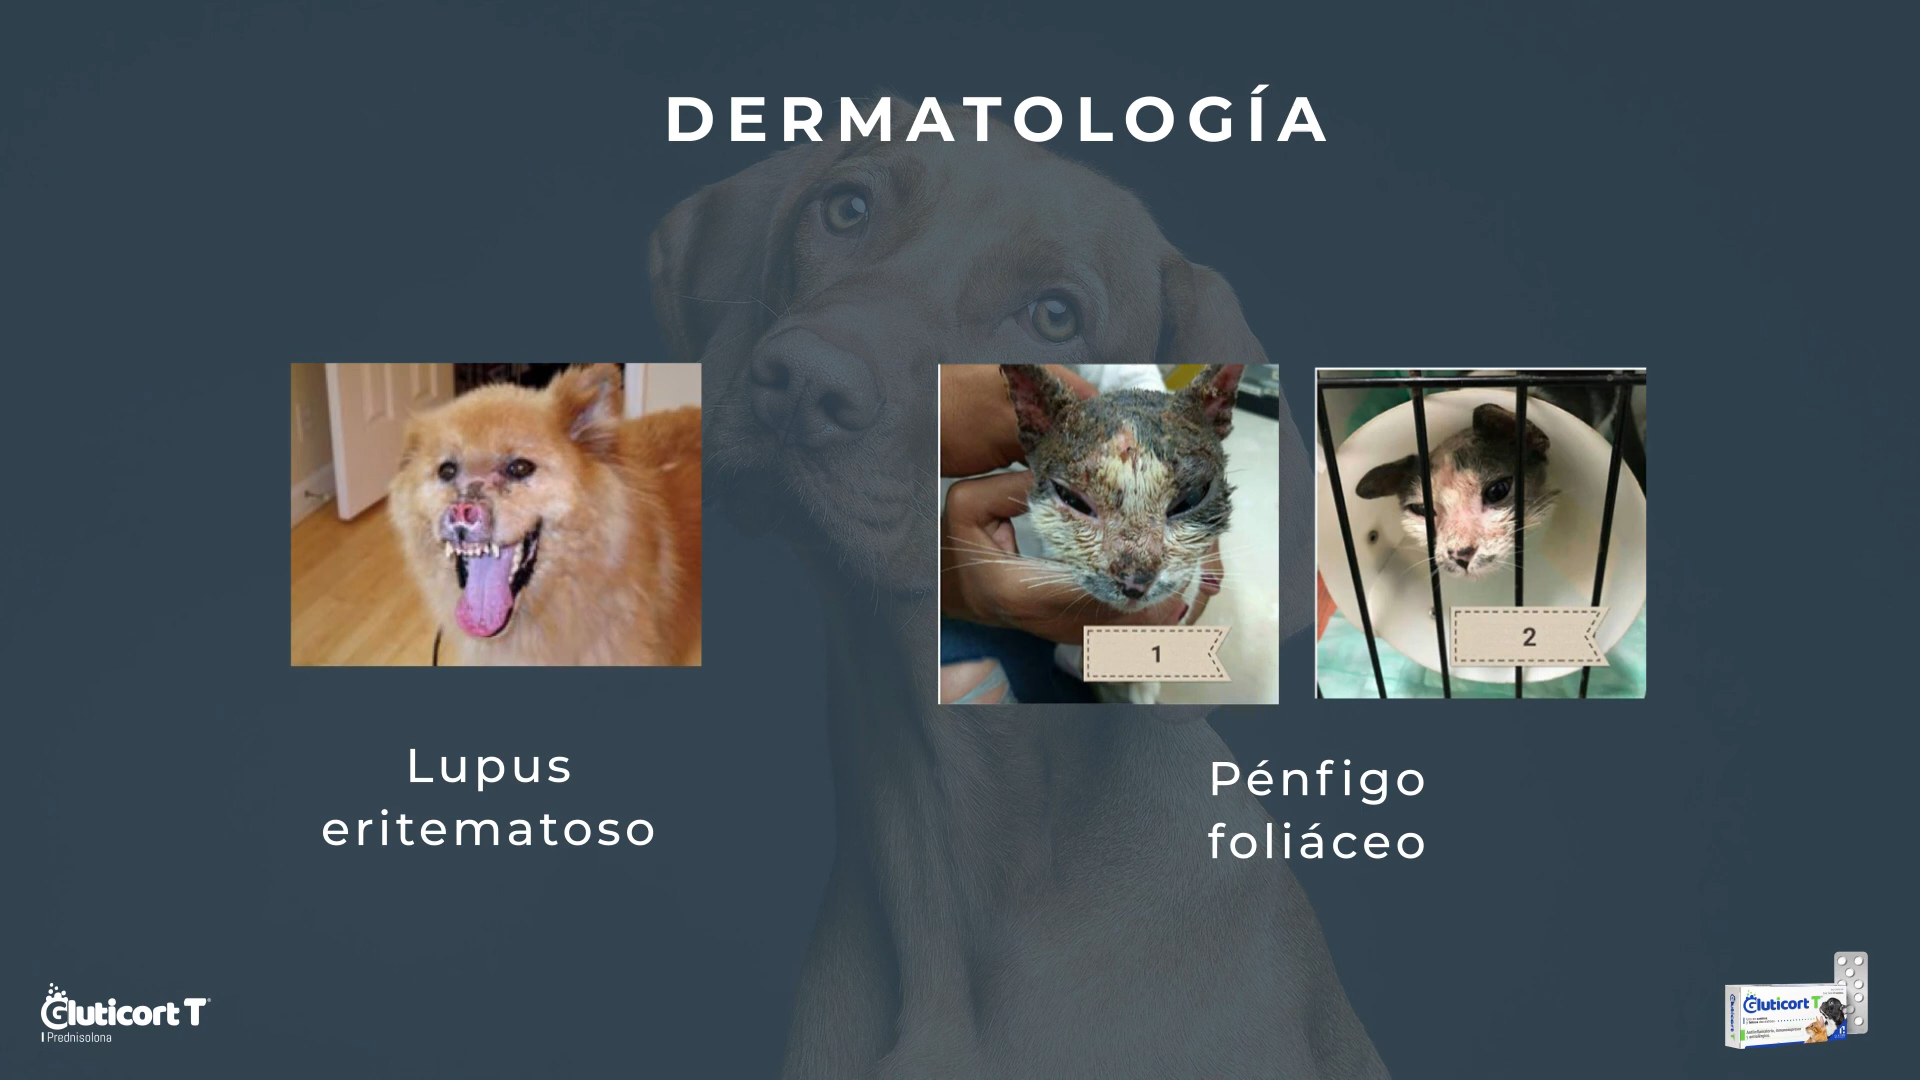 DERMATOLOGÍA
1
2
Lupus
eritematoso
Pénfigo
foliáceo
Gluticort T
Prednisolona
Gluticort T